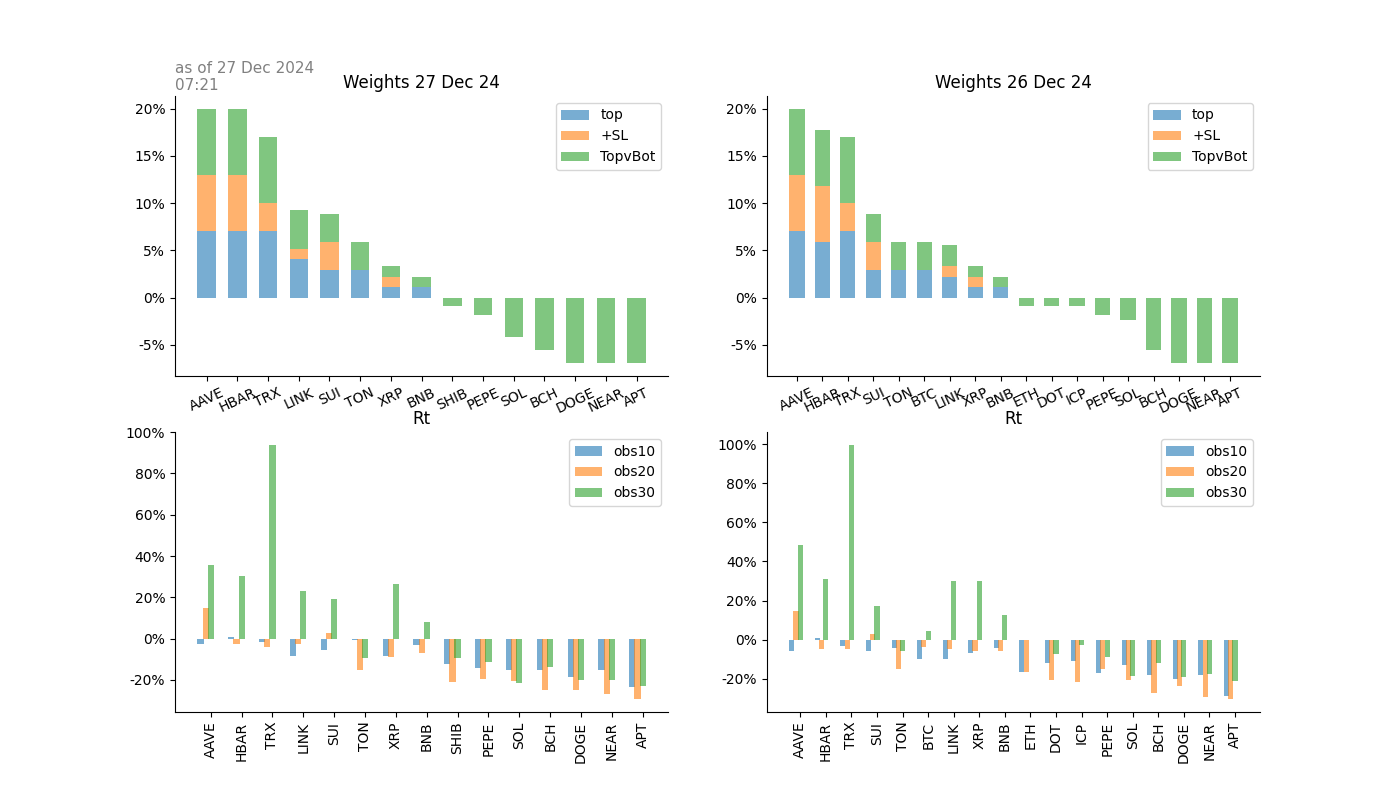 as of 27 Dec 2024
07:21
Weights 27 Dec 24
20%
15%
10%
5%
0%
-5%
top
+SL
TopvBot
AAVE HBAR TRX LINK SUI TON XRP BNB SHIB PEPE SOL BCH DOGE NEAR APT
Weights 26 Dec 24
20%
15%
10%
5%
0%
-5%
top
+SL
TopvBot
AAVE HBAR TRX SUI TON BTC LINK XRP BNB ETH DOT ICP PEPE SOL BCH DOGE NEAR APT
Rt
100%
80%
60%
40%
20%
0%
-20%
obs10
obs20
obs30
AAVE HBAR TRX LINK SUI TON XRP BNB SHIB PEPE SOL BCH DOGE NEAR APT
Rt
100%
80%
60%
40%
20%
0%
-20%
obs10
obs20
obs30
AAVE HBAR TRX SUI TON BTC LINK XRP BNB ETH DOT ICP PEPE SOL BCH DOGE NEAR APT